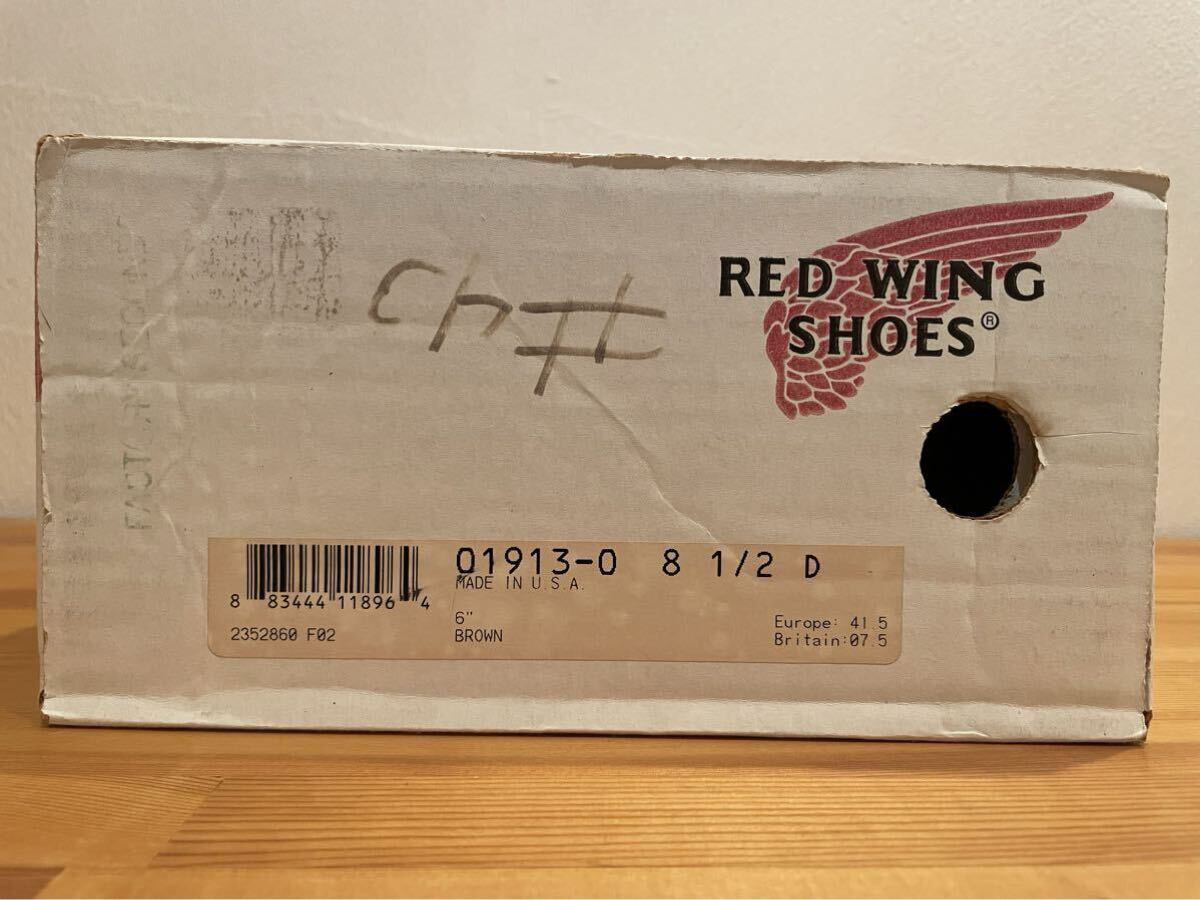 RED WING
SHOES®
01913-0 8 1/2 D
MADE IN U.S.A.
8 83444 11896 4
6"
2352860 F02
BROWN
Europe: 41.5
Britain:07.5